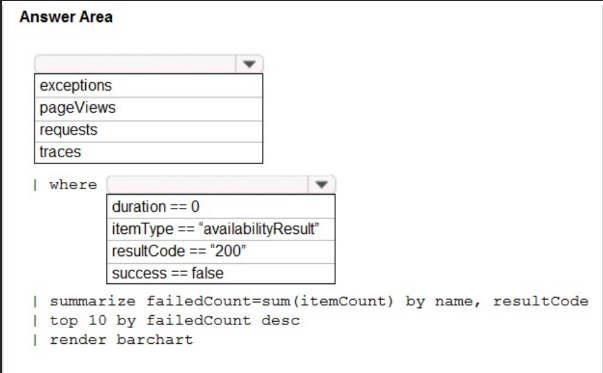 Answer Area
exceptions
pageViews
requests
traces
| where
duration == 0
itemType == "availabilityResult"
resultCode == "200"
success == false
| summarize failedCount=sum(itemCount) by name, resultCode
| top 10 by failedCount desc
| render barchart